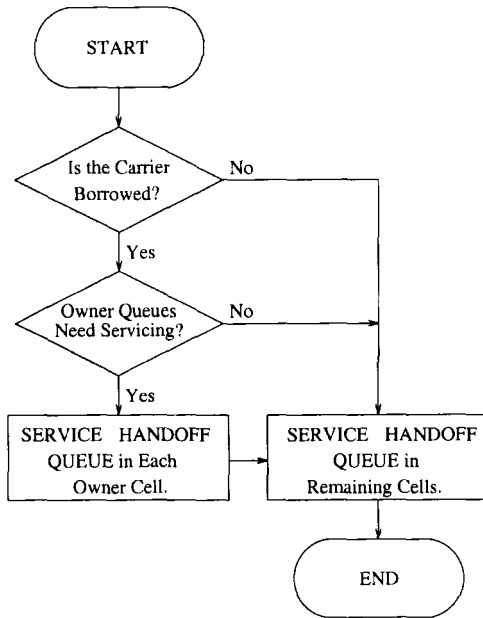 START
Is the Carrier
Borrowed?
No
Yes
Owner Queues
Need Servicing?
No
Yes
SERVICE HANDOFF
QUEUE in Each
Owner Cell.
SERVICE HANDOFF
QUEUE in
Remaining Cells.
END